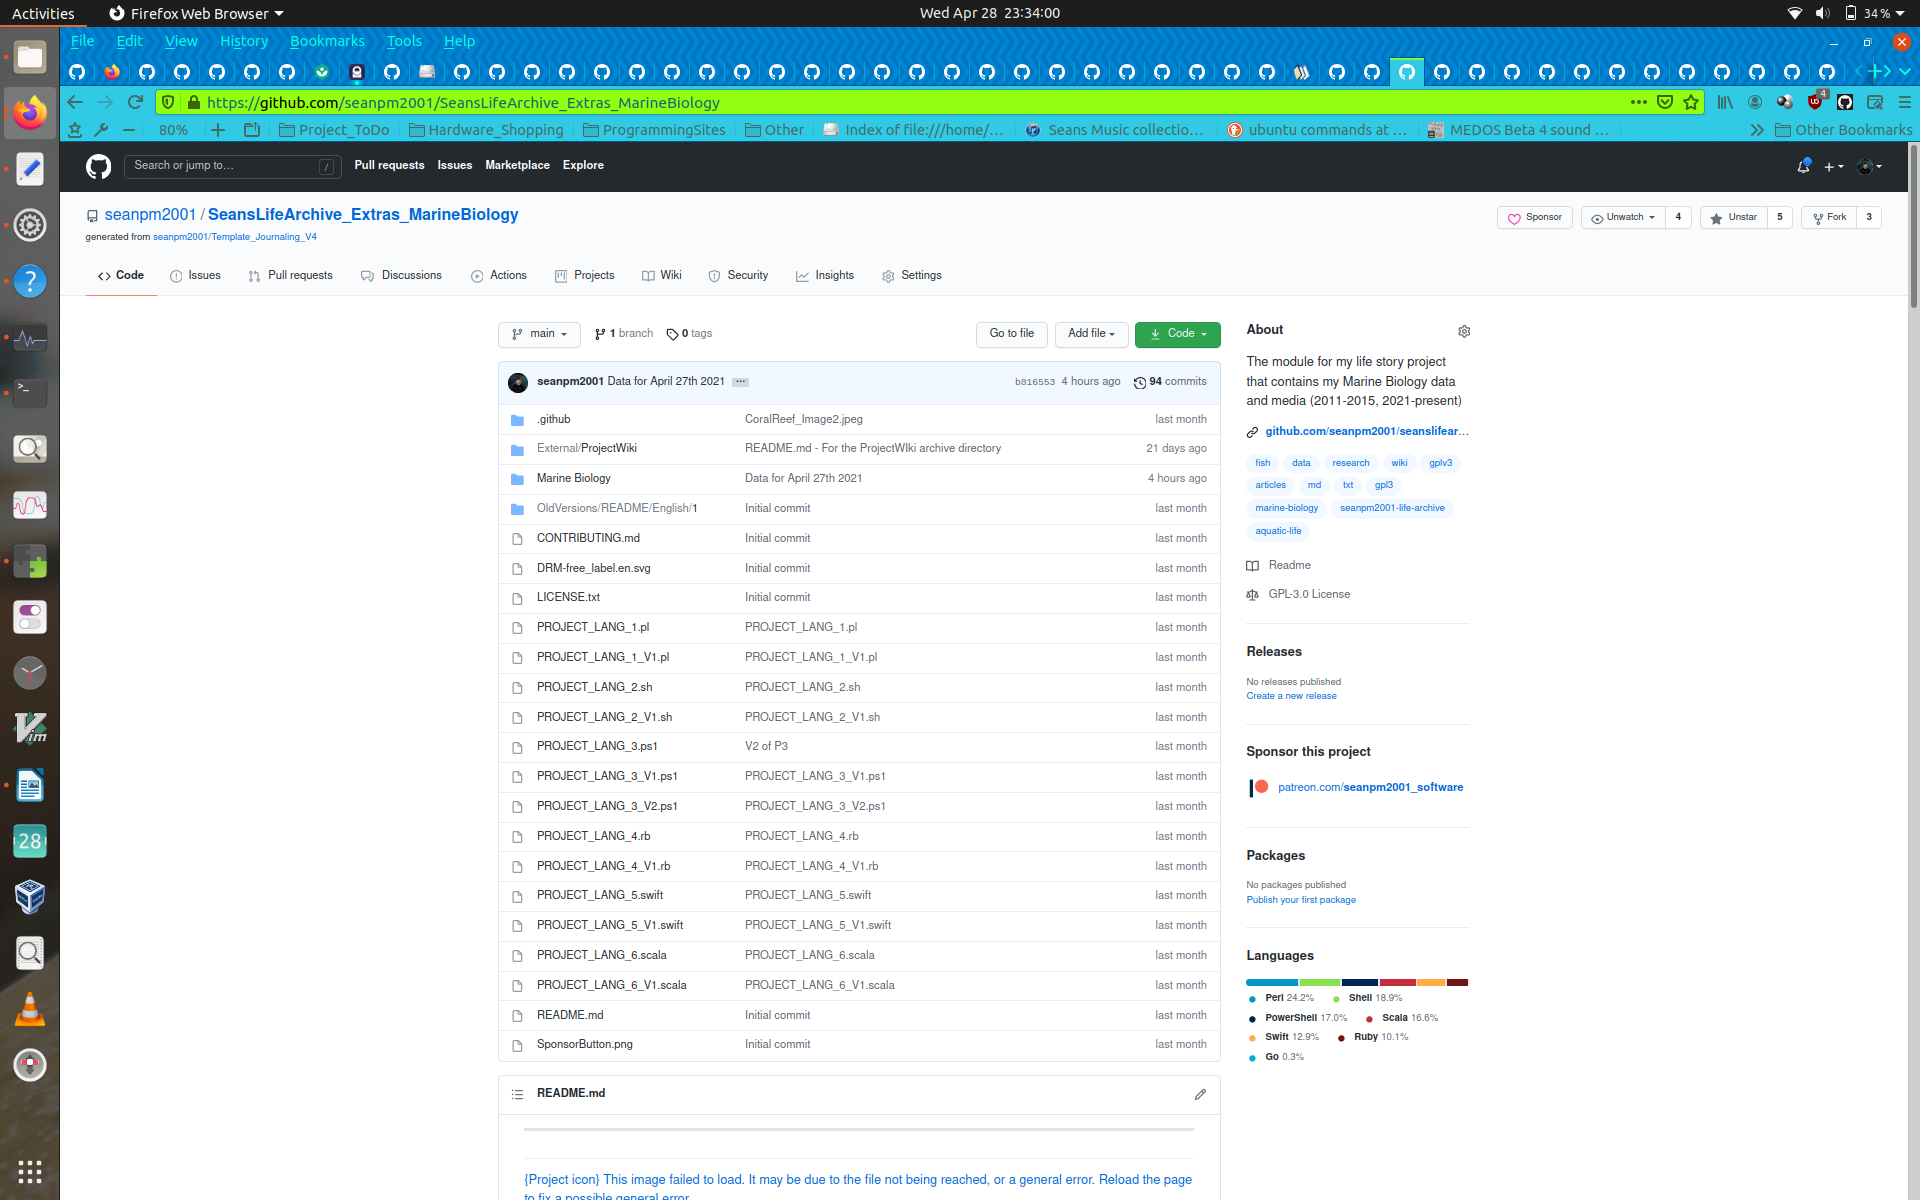 Activities Firefox Web Browser Wed Apr 28 23:34:00 34 %
File Edit View History Bookmarks Tools Help
https://github.com/seanpm2001/SeansLifeArchive_Extras_MarineBiology 4
80% Project_ToDo Hardware_Shopping ProgrammingSites Other Index of file:///home/... Seans Music collectio... ubuntu commands at ... MEDOS Beta 4 sound ... Other Bookmarks
Search or jump to... / Pull requests Issues Marketplace Explore
seanpm2001 / SeansLifeArchive_Extras_MarineBiology Sponsor Unwatch 4 Unstar 5 Fork 3
generated from seanpm2001/Template_Journaling_V4
Code Issues Pull requests Discussions Actions Projects Wiki Security Insights Settings
main 1 branch 0 tags Go to file Add file Code
seanpm2001 Data for April 27th 2021 ... b816553 4 hours ago 94 commits
.github CoralReef_Image2.jpeg last month
External/ProjectWiki README.md - For the ProjectWIki archive directory 21 days ago
Marine Biology Data for April 27th 2021 4 hours ago
OldVersions/README/English/1 Initial commit last month
CONTRIBUTING.md Initial commit last month
DRM-free_label.en.svg Initial commit last month
LICENSE.txt Initial commit last month
PROJECT_LANG_1.pl PROJECT_LANG_1.pl last month
PROJECT_LANG_1_V1.pl PROJECT_LANG_1_V1.pl last month
PROJECT_LANG_2.sh PROJECT_LANG_2.sh last month
PROJECT_LANG_2_V1.sh PROJECT_LANG_2_V1.sh last month
PROJECT_LANG_3.ps1 V2 of P3 last month
PROJECT_LANG_3_V1.ps1 PROJECT_LANG_3_V1.ps1 last month
PROJECT_LANG_3_V2.ps1 PROJECT_LANG_3_V2.ps1 last month
PROJECT_LANG_4.rb PROJECT_LANG_4.rb last month
PROJECT_LANG_4_V1.rb PROJECT_LANG_4_V1.rb last month
PROJECT_LANG_5.swift PROJECT_LANG_5.swift last month
PROJECT_LANG_5_V1.swift PROJECT_LANG_5_V1.swift last month
PROJECT_LANG_6.scala PROJECT_LANG_6.scala last month
PROJECT_LANG_6_V1.scala PROJECT_LANG_6_V1.scala last month
README.md Initial commit last month
SponsorButton.png Initial commit last month
README.md
{Project icon} This image failed to load. It may be due to the file not being reached, or a general error. Reload the page
to fix a possible general error.
About
The module for my life story project
that contains my Marine Biology data
and media (2011-2015, 2021-present)
github.com/seanpm2001/seanslifear...
fish data research wiki gplv3
articles md txt gpl3
marine-biology seanpm2001-life-archive
aquatic-life
Readme
GPL-3.0 License
Releases
No releases published
Create a new release
Sponsor this project
patreon.com/seanpm2001_software
Packages
No packages published
Publish your first package
Languages
Perl 24.2% Shell 18.9%
PowerShell 17.0% Scala 16.6%
Swift 12.9% Ruby 10.1%
Go 0.3%
?
>_
Vim
28